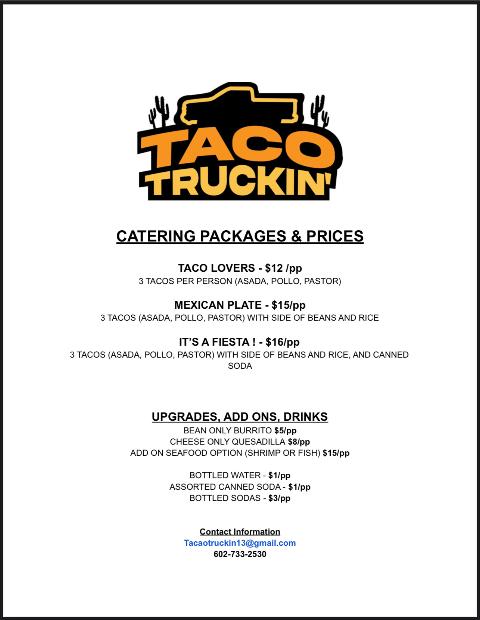 TACO
TRUCKIN'
CATERING PACKAGES & PRICES
TACO LOVERS - $12 /pp
3 TACOS PER PERSON (ASADA, POLLO, PASTOR)
MEXICAN PLATE - $15/pp
3 TACOS (ASADA, POLLO, PASTOR) WITH SIDE OF BEANS AND RICE
IT'S A FIESTA ! - $16/pp
3 TACOS (ASADA, POLLO, PASTOR) WITH SIDE OF BEANS AND RICE, AND CANNED
SODA
UPGRADES, ADD ONS, DRINKS
BEAN ONLY BURRITO $5/pp
CHEESE ONLY QUESADILLA $8/pp
ADD ON SEAFOOD OPTION (SHRIMP OR FISH) $15/pp
BOTTLED WATER - $1/pp
ASSORTED CANNED SODA - $1/pp
BOTTLED SODAS - $3/pp
Contact Information
Tacaotruckin13@gmail.com
602-733-2530